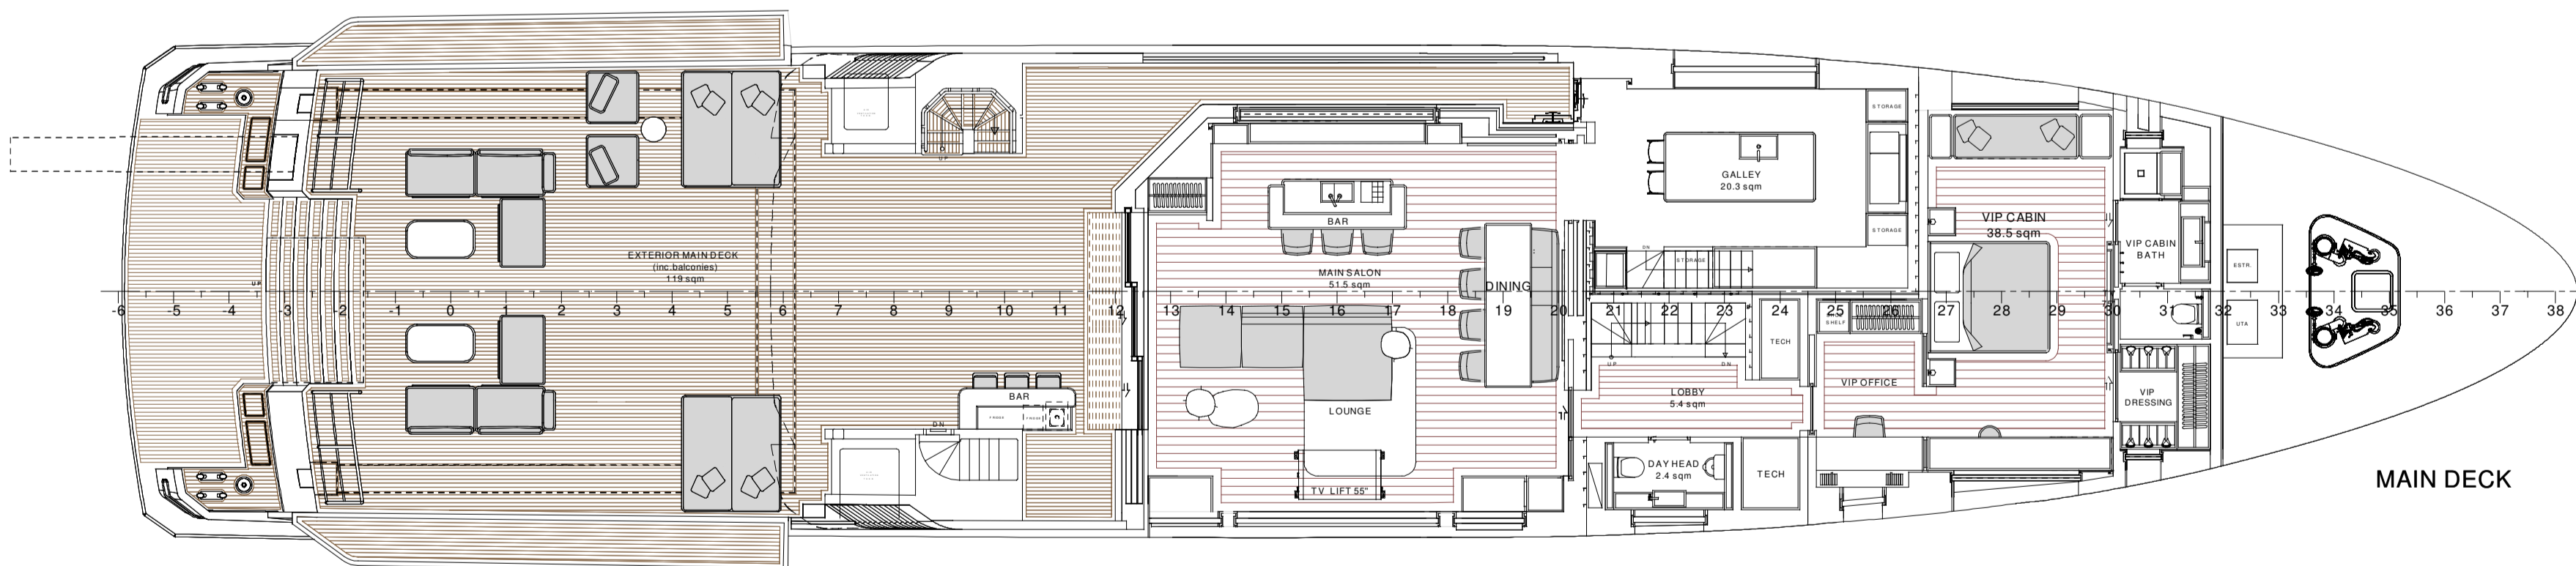 STORAGE
GALLEY
20.3 sqm
UP
BAR
STORAGE
VIP CABIN
38.5 sqm
VIP CABIN
BATH
EXTERIOR MAIN DECK
(inc.balconies)
119 sqm
MAIN SALON
51.5 sqm
DN
STORAGE
ESTR.
UP
DINING
-6 -5 -4 -3 -2 -1 0 1 2 3 4 5 6 7 8 9 10 11 12 13 14 15 16 17 18 19 20 21 22 23 24 25 26 27 28 29 30 31 32 33 34 35 36 37 38
SHELF
UTA
TECH
UP
DN
VIP OFFICE
BAR
FRIDGE
LOBBY
5.4 sqm
VIP
DRESSING
LOUNGE
DN
DAY HEAD
2.4 sqm
TECH
TV LIFT 55"
MAIN DECK